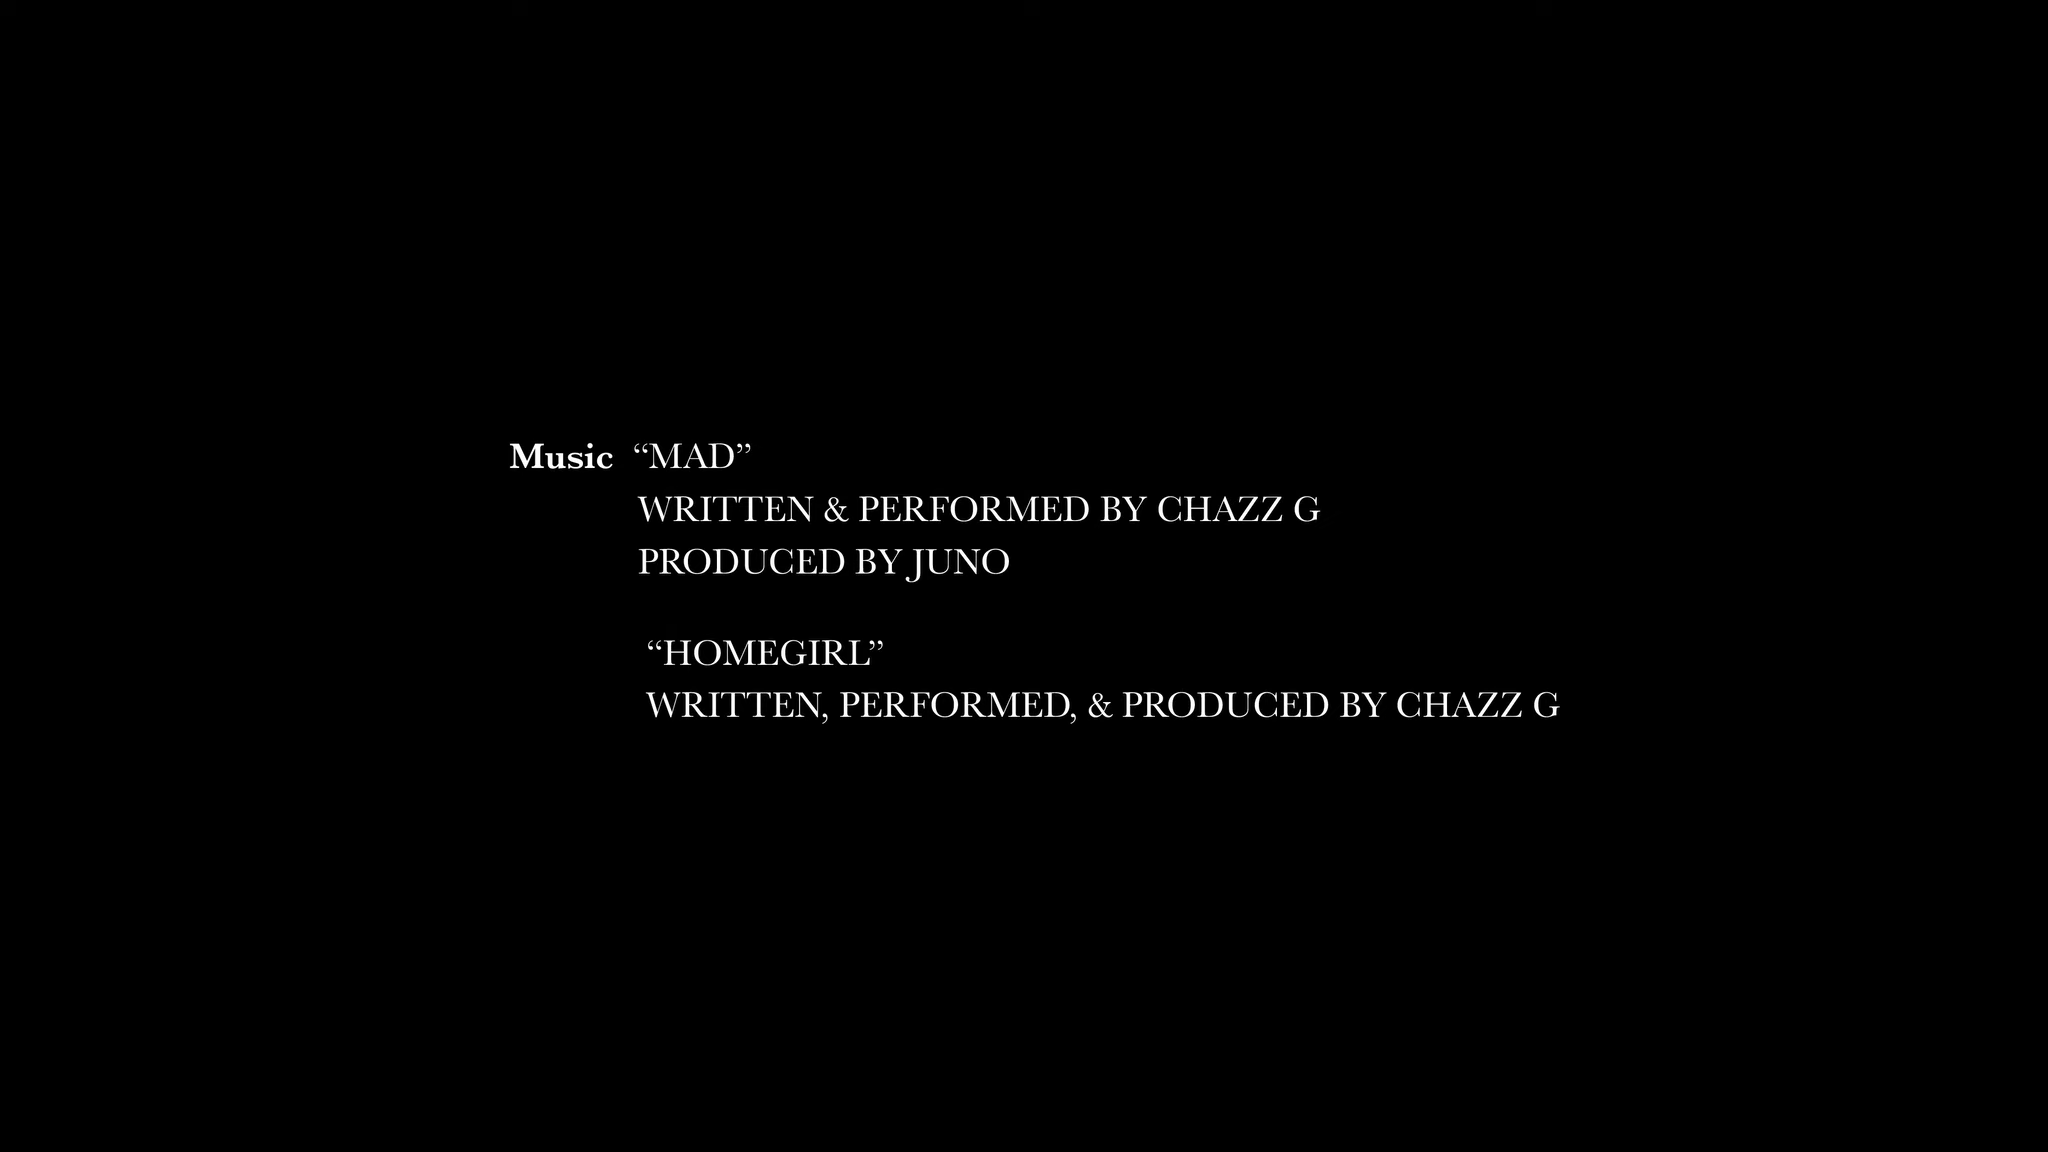 Music “MAD”
WRITTEN & PERFORMED BY CHAZZ G
PRODUCED BY JUNO
“HOMEGIRL”
WRITTEN, PERFORMED, & PRODUCED BY CHAZZ G